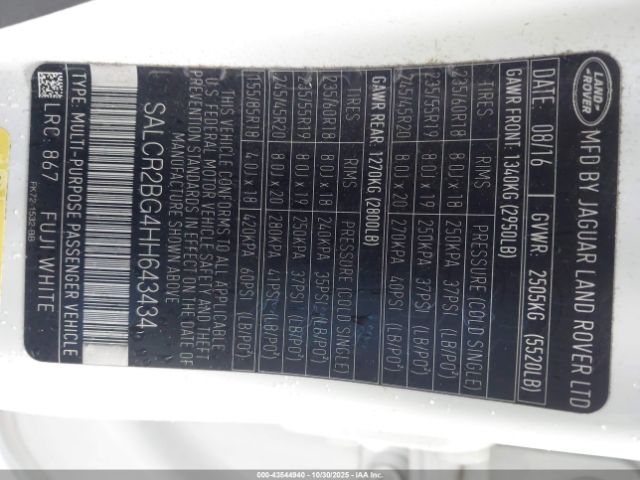 LAND-
ROVER
MFD BY JAGUAR LAND ROVER LTD
DATE: 08/16 GVWR: 2505KG (5520LB)
GAWR FRONT: 1340KG (2950LB)
TIRES RIMS PRESSURE (COLD SINGLE)
235/60R18 8.0J x 18 250KPA 37PSI (LB/PO²)
235/55R19 8.0J x 19 250KPA 37PSI (LB/PO²)
245/45R20 8.0J x 20 270KPA 40PSI (LB/PO²)
GAWR REAR: 1270KG (2800LB)
TIRES RIMS PRESSURE (COLD SINGLE)
235/60R18 8.0J x 18 240KPA 35PSI (LB/PO²)
235/55R19 8.0J x 19 250KPA 37PSI (LB/PO²)
245/45R20 8.0J x 20 280KPA 41PSI (LB/PO²)
155/85R18 4.0J x 18 420KPA 60PSI (LB/PO²)
THIS VEHICLE CONFORMS TO ALL APPLICABLE
U.S. FEDERAL MOTOR VEHICLE SAFETY AND THEFT
PREVENTION STANDARDS IN EFFECT ON THE DATE OF
MANUFACTURE SHOWN ABOVE
SALCR2BG4HH643434
TYPE: MULTI-PURPOSE PASSENGER VEHICLE
RC: 867 FUJI WHITE
FK72-1532-BB
000-43544940 - 10/30/2025 - IAAI.COM